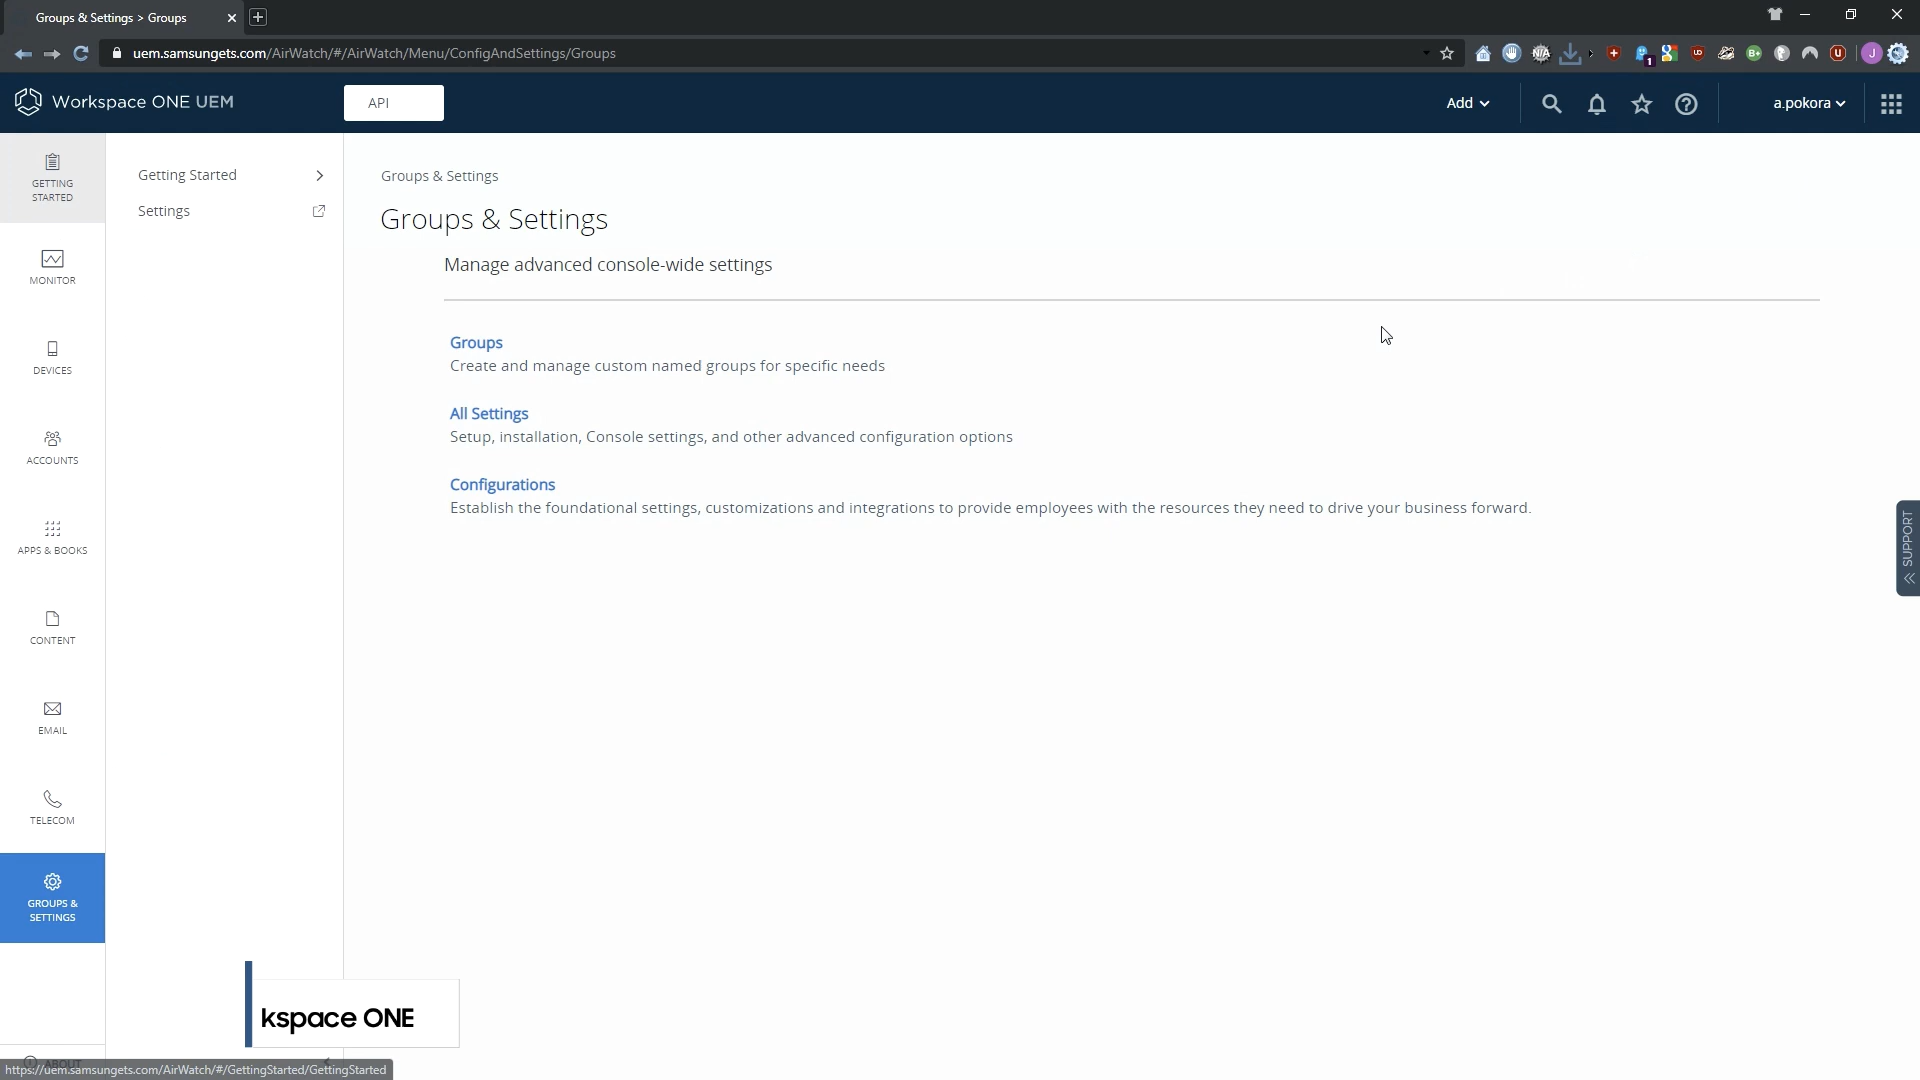 Groups & Settings > Groups
uem.samsungets.com/AirWatch/#/AirWatch/Menu/ConfigAndSettings/Groups
N/A
1
UD
B+
U
J
Workspace ONE UEM
API
Add
a.pokora
GETTING
STARTED
MONITOR
DEVICES
ACCOUNTS
APPS & BOOKS
CONTENT
EMAIL
TELECOM
GROUPS &
SETTINGS
ABOUT
Getting Started
Settings
Groups & Settings
Groups & Settings
Manage advanced console-wide settings
Groups
Create and manage custom named groups for specific needs
All Settings
Setup, installation, Console settings, and other advanced configuration options
Configurations
Establish the foundational settings, customizations and integrations to provide employees with the resources they need to drive your business forward.
SUPPORT
kspace ONE
https://uem.samsungets.com/AirWatch/#/GettingStarted/GettingStarted